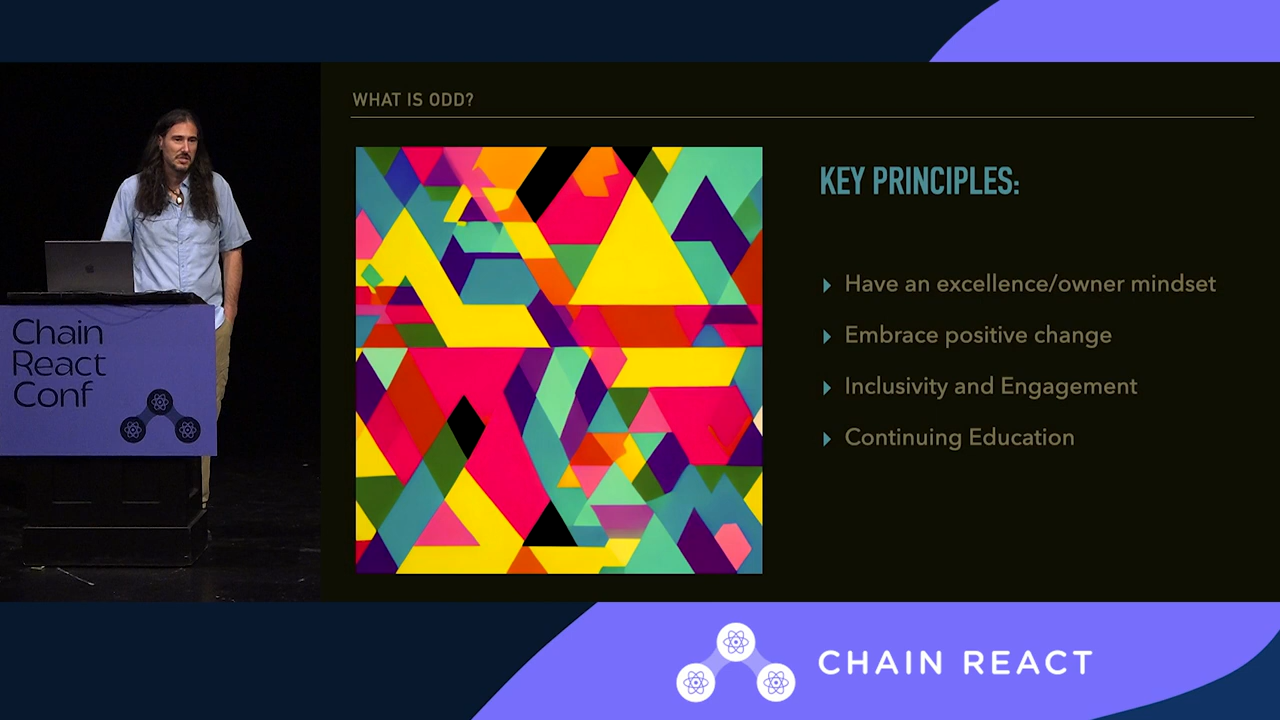 WHAT IS ODD?
KEY PRINCIPLES:
Have an excellence/owner mindset
Embrace positive change
Inclusivity and Engagement
Continuing Education
Chain
React
Conf
CHAIN REACT